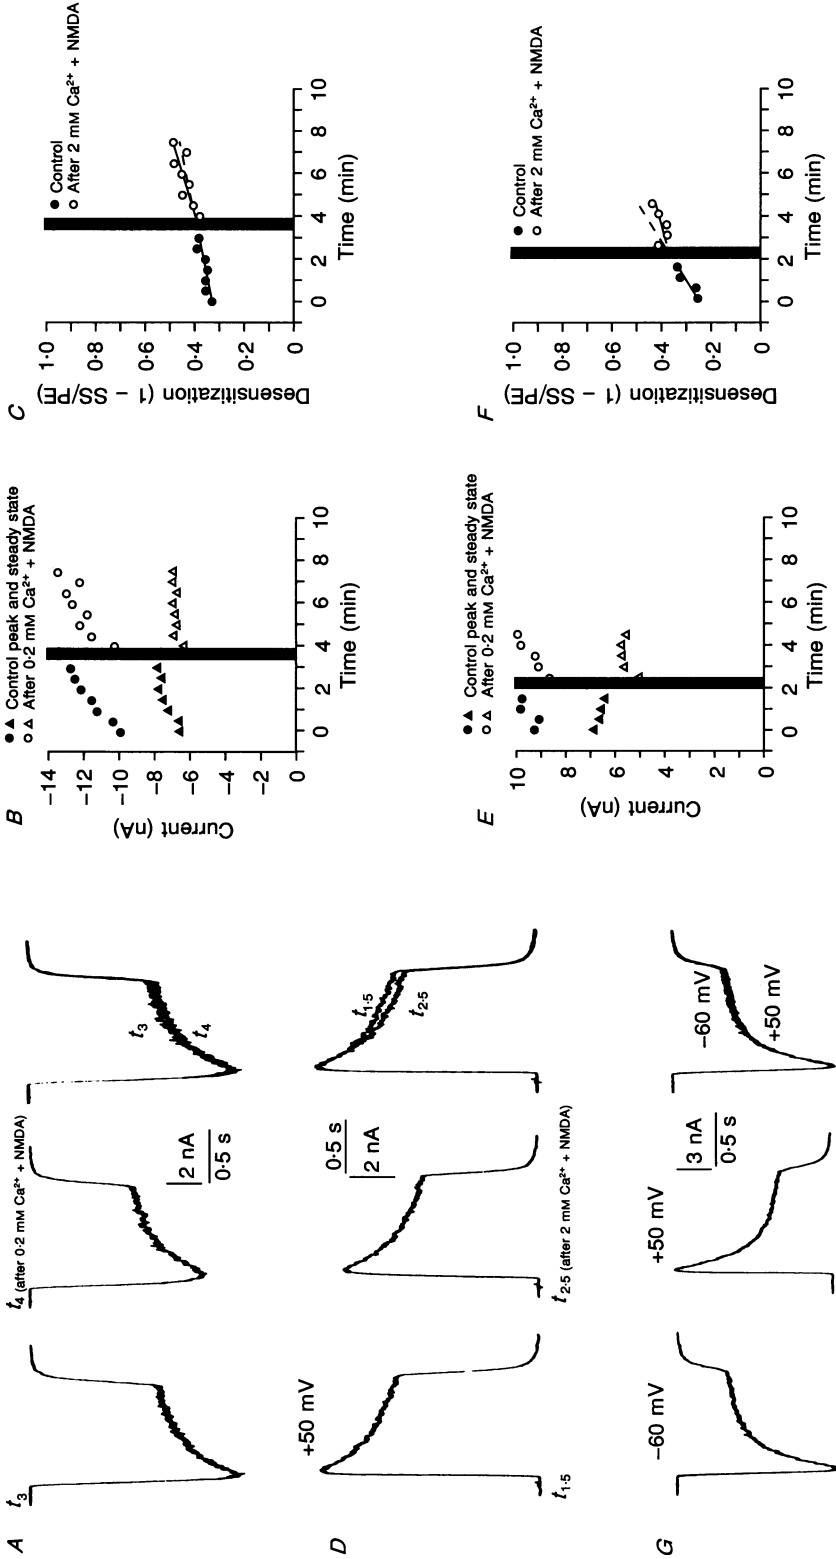 A
t3
t4 (after 0·2 mM Ca2+ + NMDA)
2 nA
0·5 s
t3
t4
B
● ▲ Control peak and steady state
○ △ After 0·2 mM Ca2+ + NMDA
Current (nA)
−14
−12
−10
−8
−6
−4
−2
0
0 2 4 6 8 10
Time (min)
C
● Control
○ After 2 mM Ca2+ + NMDA
Desensitization (1 − SS/PE)
1·0
0·8
0·6
0·4
0·2
0
0 2 4 6 8 10
Time (min)
D
+50 mV
t1·5
t2·5 (after 2 mM Ca2+ + NMDA)
0·5 s
2 nA
t1·5
t2·5
E
● ▲ Control peak and steady state
○ △ After 0·2 mM Ca2+ + NMDA
Current (nA)
10
8
6
4
2
0
0 2 4 6 8 10
Time (min)
F
● Control
○ After 2 mM Ca2+ + NMDA
Desensitization (1 − SS/PE)
1·0
0·8
0·6
0·4
0·2
0
0 2 4 6 8 10
Time (min)
G
−60 mV
+50 mV
3 nA
0·5 s
−60 mV
+50 mV